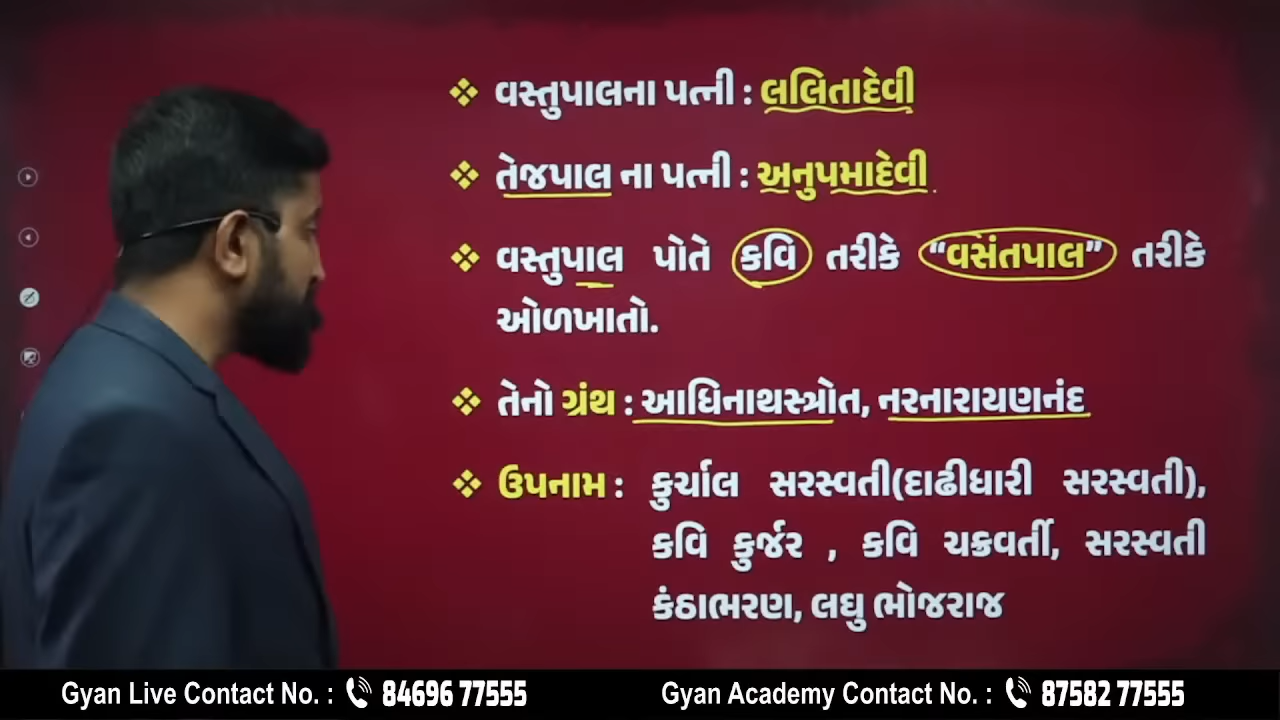 ❖ વસ્તુપાલના પત્ની : લલિતાદેવી
❖ તેજપાલ ના પત્ની : અનુપમાદેવી
❖ વસ્તુપાલ પોતે કવિ તરીકે “વસંતપાલ” તરીકે
ઓળખાતો.
❖ તેનો ગ્રંથ : આધિનાથસ્ત્રોત, નરનારાયણનંદ
❖ ઉપનામ : કુર્ચાલ સરસ્વતી(દાઢીધારી સરસ્વતી),
કવિ કુર્જર , કવિ ચક્રવર્તી, સરસ્વતી
કંઠાભરણ, લઘુ ભોજરાજ
Gyan Live Contact No. : 84696 77555 Gyan Academy Contact No. : 87582 77555